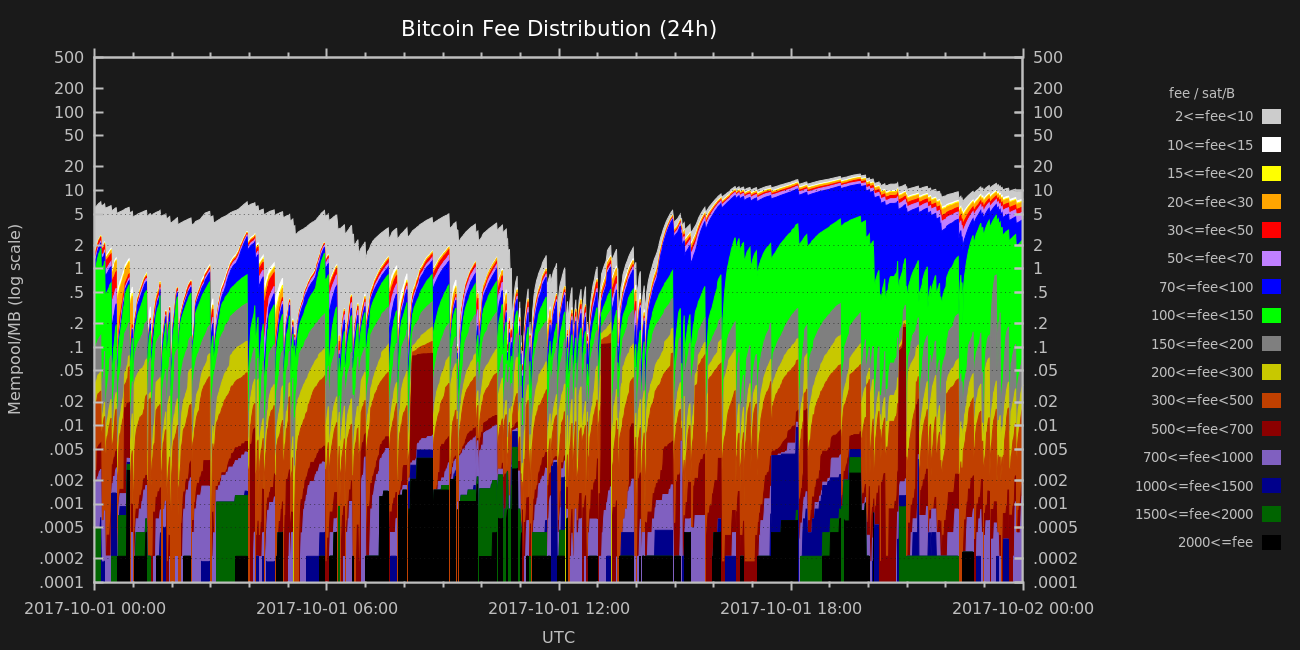 Bitcoin Fee Distribution (24h)
500 500
200 200
100 100
50 50
20 20
10 10
5 5
2 2
1 1
.5 .5
.2 .2
.1 .1
.05 .05
.02 .02
.01 .01
.005 .005
.002 .002
.001 .001
.0005 .0005
.0002 .0002
.0001 .0001
Mempool/MB (log scale)
2017-10-01 00:00 2017-10-01 06:00 2017-10-01 12:00 2017-10-01 18:00 2017-10-02 00:00
UTC
fee / sat/B
2<=fee<10
10<=fee<15
15<=fee<20
20<=fee<30
30<=fee<50
50<=fee<70
70<=fee<100
100<=fee<150
150<=fee<200
200<=fee<300
300<=fee<500
500<=fee<700
700<=fee<1000
1000<=fee<1500
1500<=fee<2000
2000<=fee